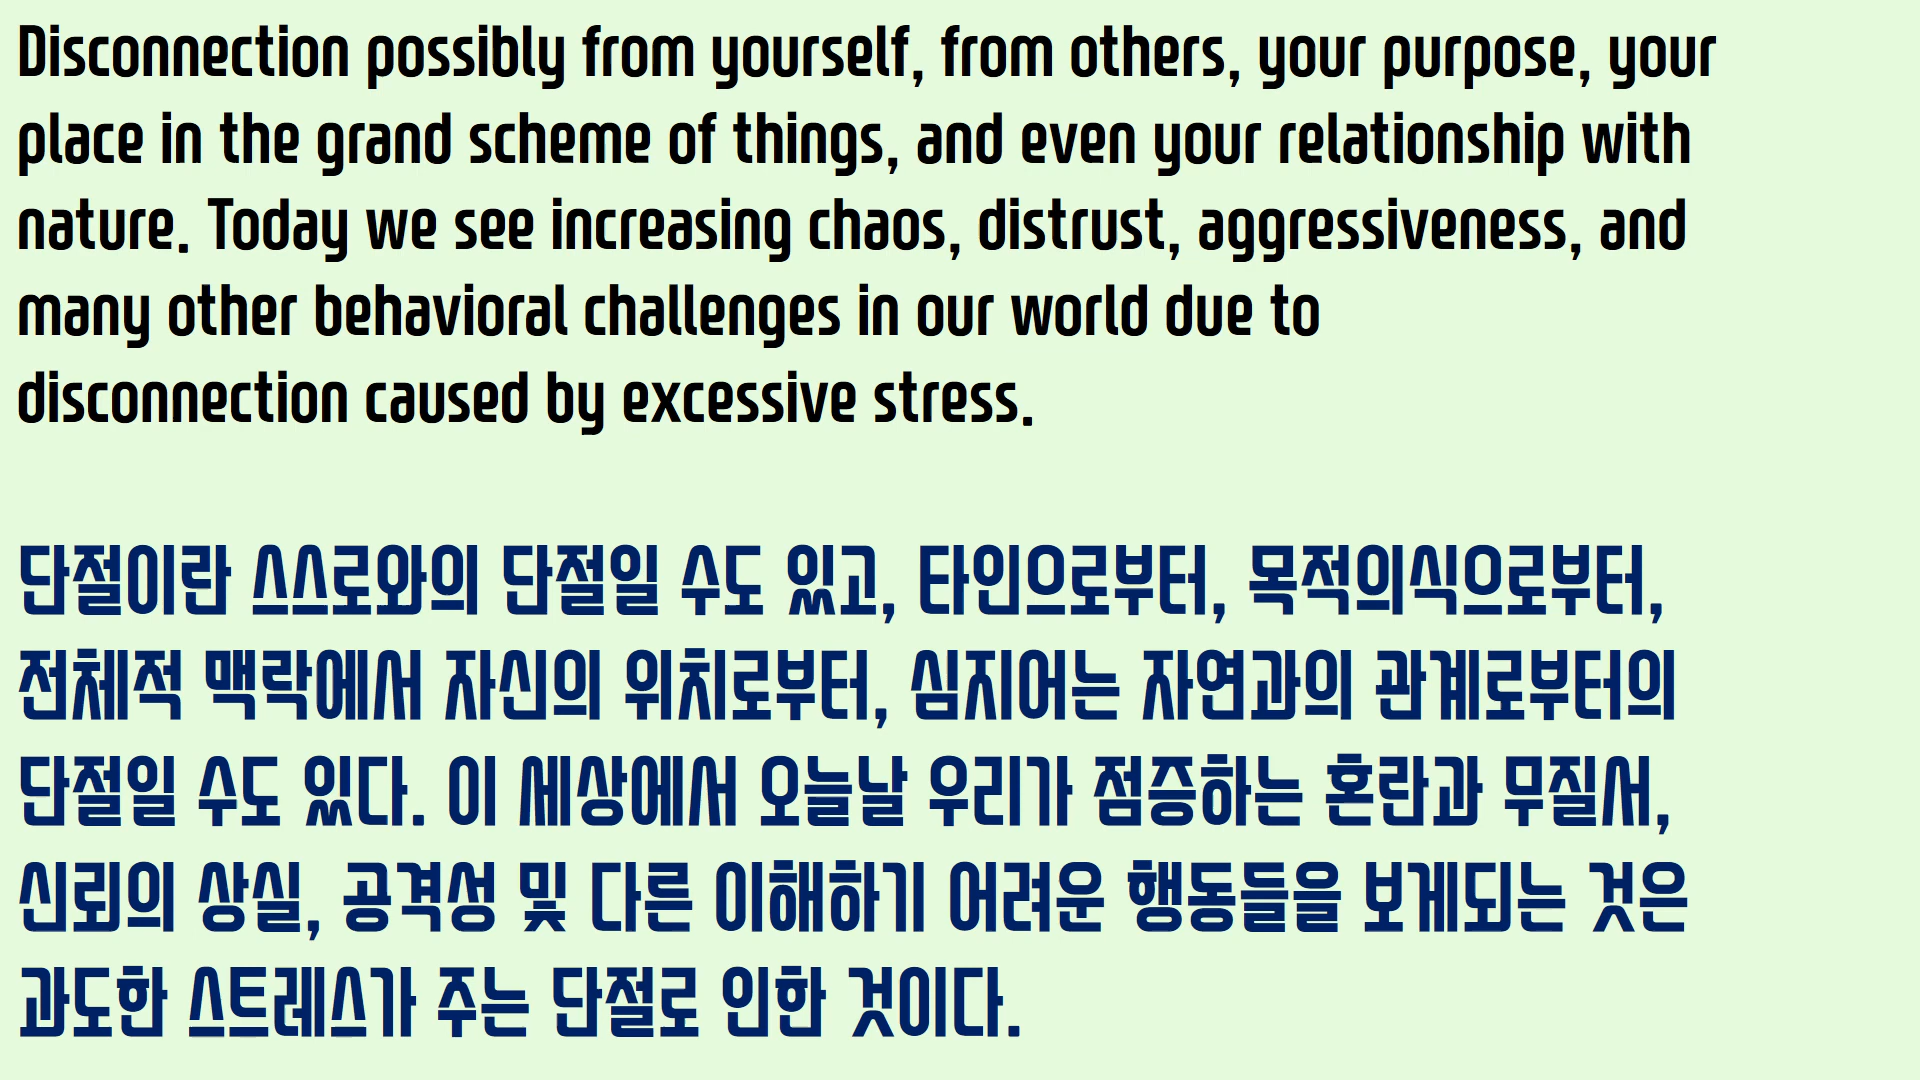 Disconnection possibly from yourself, from others, your purpose, your
place in the grand scheme of things, and even your relationship with
nature. Today we see increasing chaos, distrust, aggressiveness, and
many other behavioral challenges in our world due to
disconnection caused by excessive stress.
단절이란 스스로와의 단절일 수도 있고, 타인으로부터, 목적의식으로부터,
전체적 맥락에서 자신의 위치로부터, 심지어는 자연과의 관계로부터의
단절일 수도 있다. 이 세상에서 오늘날 우리가 점증하는 혼란과 무질서,
신뢰의 상실, 공격성 및 다른 이해하기 어려운 행동들을 보게되는 것은
과도한 스트레스가 주는 단절로 인한 것이다.